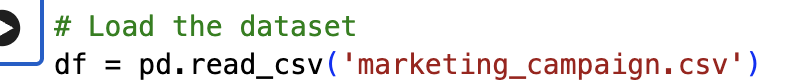 # Load the dataset
df = pd.read_csv('marketing_campaign.csv')